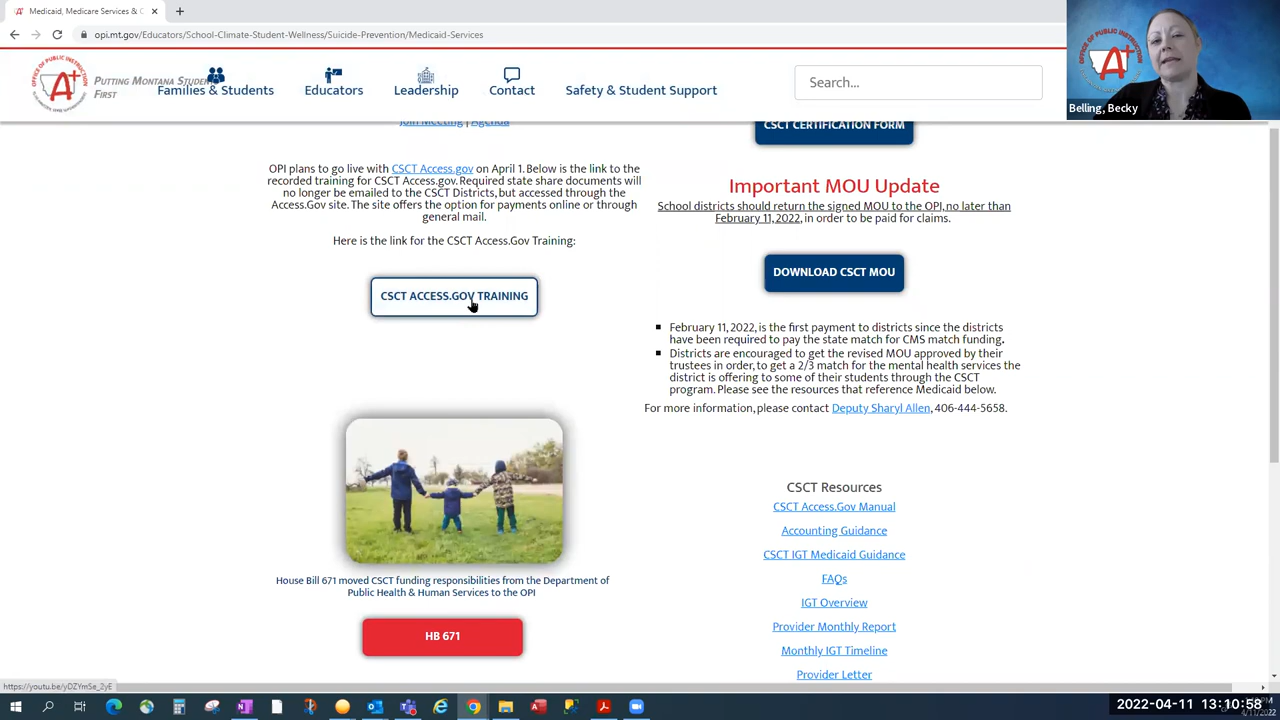 Medicaid, Medicare Services & C
opi.mt.gov/Educators/School-Climate-Student-Wellness/Suicide-Prevention/Medicaid-Services
OFFICE OF PUBLIC INSTRUCTION
A+
PUTTING MONTANA STUDEN
FIRST
Families & Students
Educators
Leadership
Contact
Safety & Student Support
Search...
Belling, Becky
Join Meeting | Agenda
OPI plans to go live with CSCT Access.gov on April 1. Below is the link to the
recorded training for CSCT Access.gov. Required state share documents will
no longer be emailed to the CSCT Districts, but accessed through the
Access.Gov site. The site offers the option for payments online or through
general mail.
Here is the link for the CSCT Access.Gov Training:
CSCT ACCESS.GOV TRAINING
House Bill 671 moved CSCT funding responsibilities from the Department of
Public Health & Human Services to the OPI
HB 671
CSCT CERTIFICATION FORM
Important MOU Update
School districts should return the signed MOU to the OPI, no later than
February 11, 2022, in order to be paid for claims.
DOWNLOAD CSCT MOU
February 11, 2022, is the first payment to districts since the districts
have been required to pay the state match for CMS match funding.
Districts are encouraged to get the revised MOU approved by their
trustees in order, to get a 2/3 match for the mental health services the
district is offering to some of their students through the CSCT
program. Please see the resources that reference Medicaid below.
For more information, please contact Deputy Sharyl Allen, 406-444-5658.
CSCT Resources
CSCT Access.Gov Manual
Accounting Guidance
CSCT IGT Medicaid Guidance
FAQs
IGT Overview
Provider Monthly Report
Monthly IGT Timeline
Provider Letter
https://youtu.be/yDZYmSe_2yE
2022-04-11 13:10:58